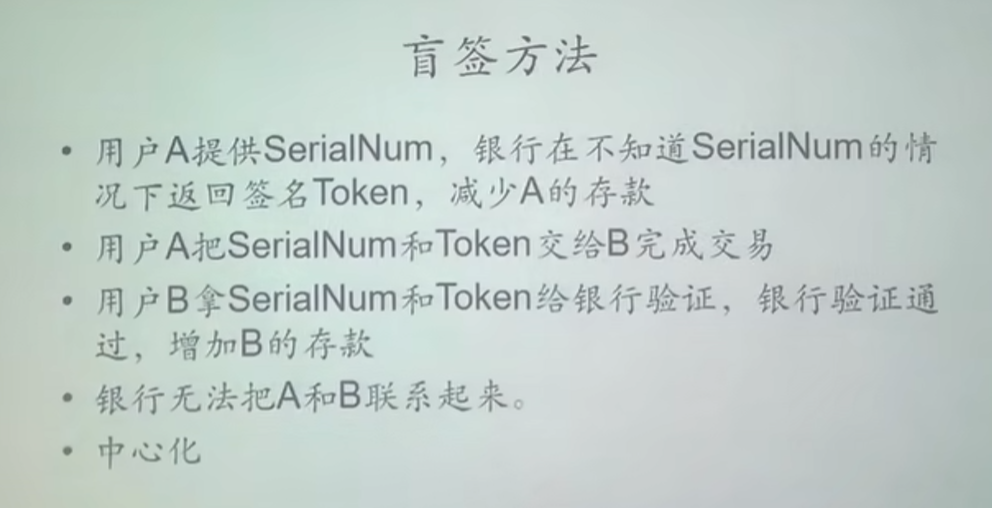 盲签方法
• 用户A提供SerialNum，银行在不知道SerialNum的情
况下返回签名Token，减少A的存款
• 用户A把SerialNum和Token交给B完成交易
• 用户B拿SerialNum和Token给银行验证，银行验证通
过，增加B的存款
• 银行无法把A和B联系起来。
• 中心化